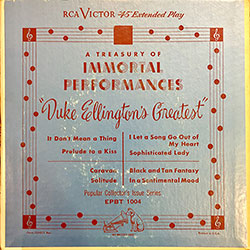 RCA VICTOR "45" Extended Play
A TREASURY OF
IMMORTAL
PERFORMANCES
"Duke Ellington's Greatest"
It Don't Mean a Thing
Prelude to a Kiss
I Let a Song Go Out of
My Heart
Sophisticated Lady
Caravan
Solitude
Black and Tan Fantasy
In a Sentimental Mood
Popular Collector's Issue Series
EPBT 1004